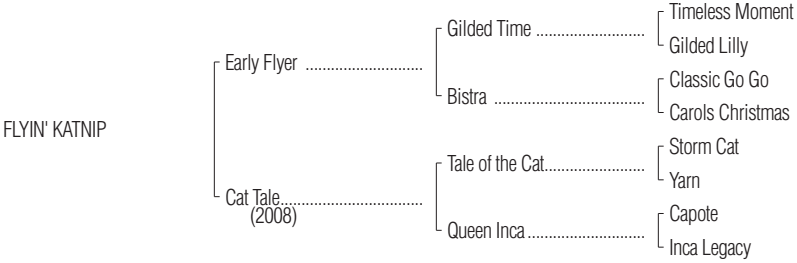 Timeless Moment
Gilded Time ..........................
Gilded Lilly
Early Flyer ............................
Classic Go Go
Bistra ....................................
Carols Christmas
FLYIN' KATNIP
Storm Cat
Tale of the Cat........................
Yarn
Cat Tale..................................
(2008)
Capote
Queen Inca............................
Inca Legacy